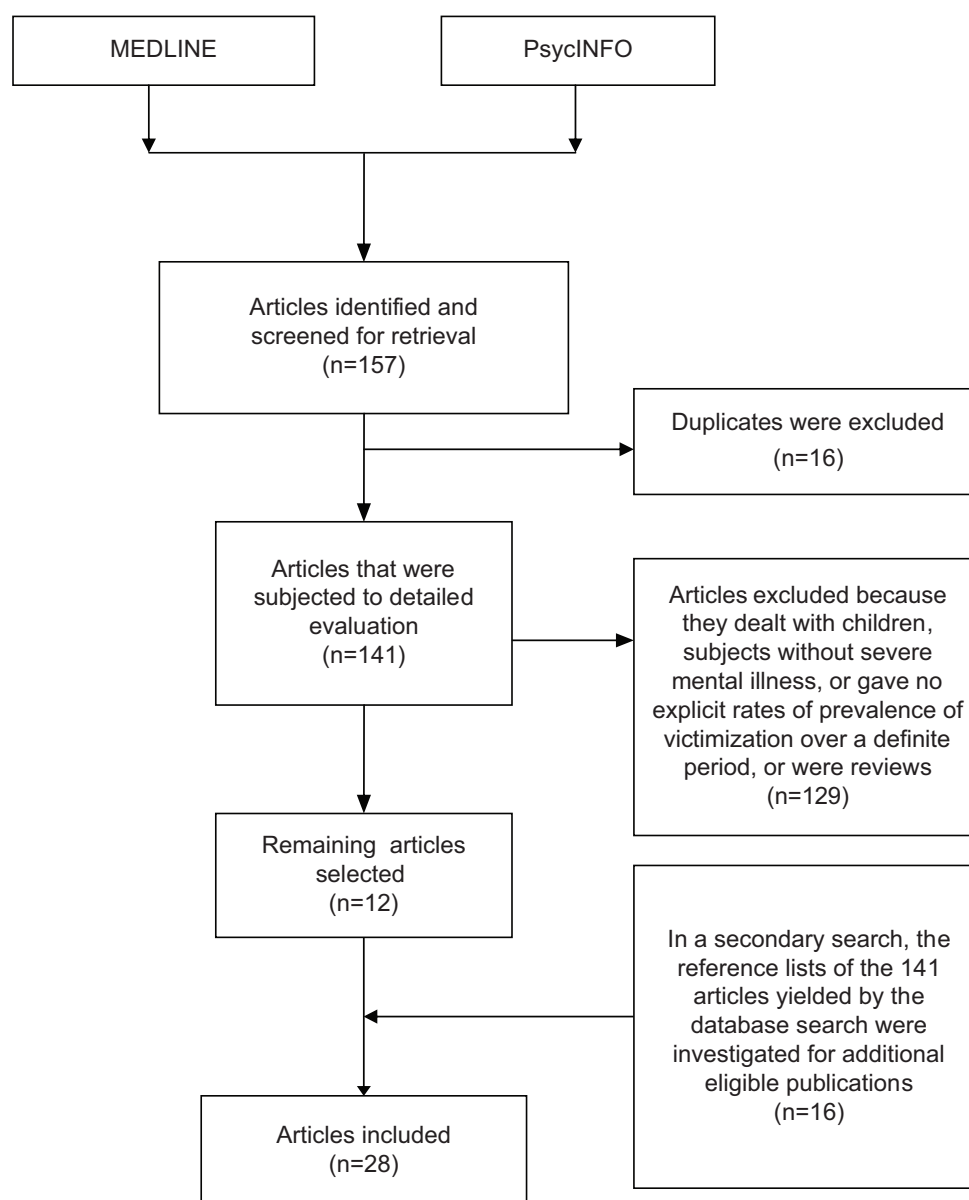 MEDLINE
PsycINFO
Articles identified and
screened for retrieval
(n=157)
Duplicates were excluded
(n=16)
Articles that were
subjected to detailed
evaluation
(n=141)
Articles excluded because
they dealt with children,
subjects without severe
mental illness, or gave no
explicit rates of prevalence of
victimization over a definite
period, or were reviews
(n=129)
Remaining articles
selected
(n=12)
In a secondary search, the
reference lists of the 141
articles yielded by the
database search were
investigated for additional
eligible publications
(n=16)
Articles included
(n=28)